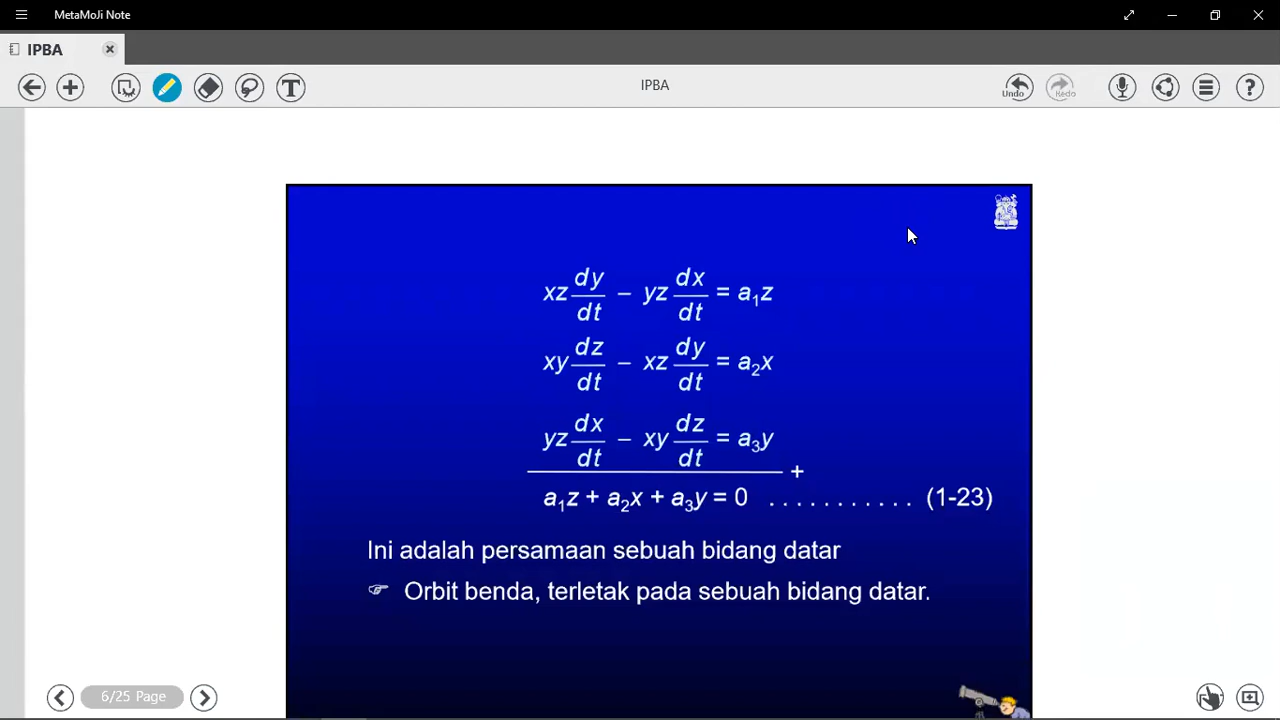 MetaMoJi Note
IPBA
IPBA
Undo
Redo
xz dy/dt – yz dx/dt = a₁z
xy dz/dt – xz dy/dt = a₂x
yz dx/dt – xy dz/dt = a₃y
+
a₁z + a₂x + a₃y = 0 . . . . . . . . . . . (1-23)
Ini adalah persamaan sebuah bidang datar
☞ Orbit benda, terletak pada sebuah bidang datar.
6/25 Page